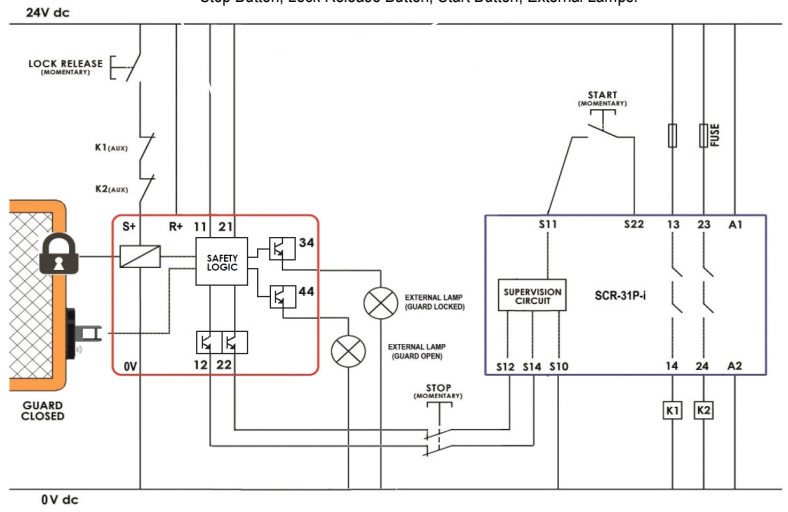 Stop Button, Lock Release Button, Start Button, External Lamps.
24V dc
LOCK RELEASE
(MOMENTARY)
START
(MOMENTARY)
K1(AUX)
FUSE
K2(AUX)
S+ R+ 11 21
S11 S22 13 23 A1
34
SAFETY
LOGIC
44
SUPERVISION
CIRCUIT
SCR-31P-i
EXTERNAL LAMP
(GUARD LOCKED)
EXTERNAL LAMP
(GUARD OPEN)
0V 12 22
S12 S14 S10 14 24 A2
STOP
(MOMENTARY)
GUARD
CLOSED
K1 K2
0V dc